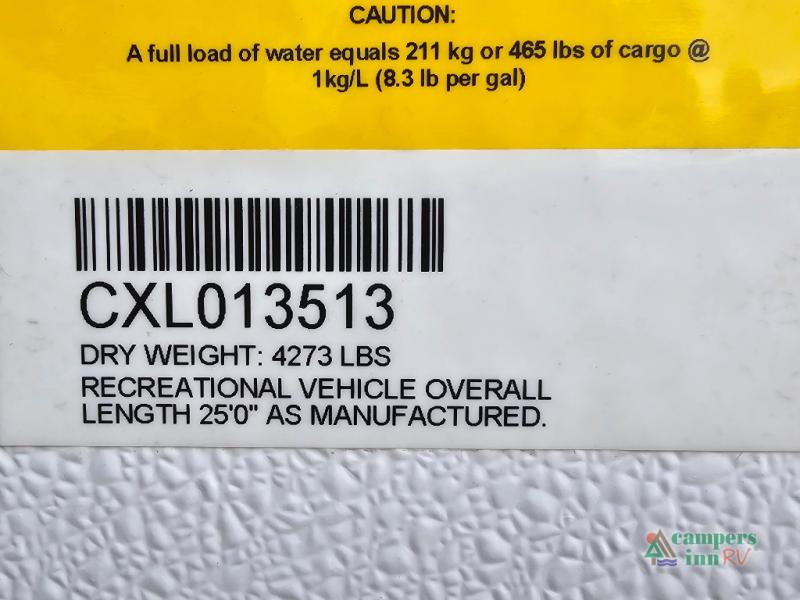 CAUTION:
A full load of water equals 211 kg or 465 lbs of cargo @
1kg/L (8.3 lb per gal)
CXL013513
DRY WEIGHT: 4273 LBS
RECREATIONAL VEHICLE OVERALL
LENGTH 25'0" AS MANUFACTURED.
campers
inn RV